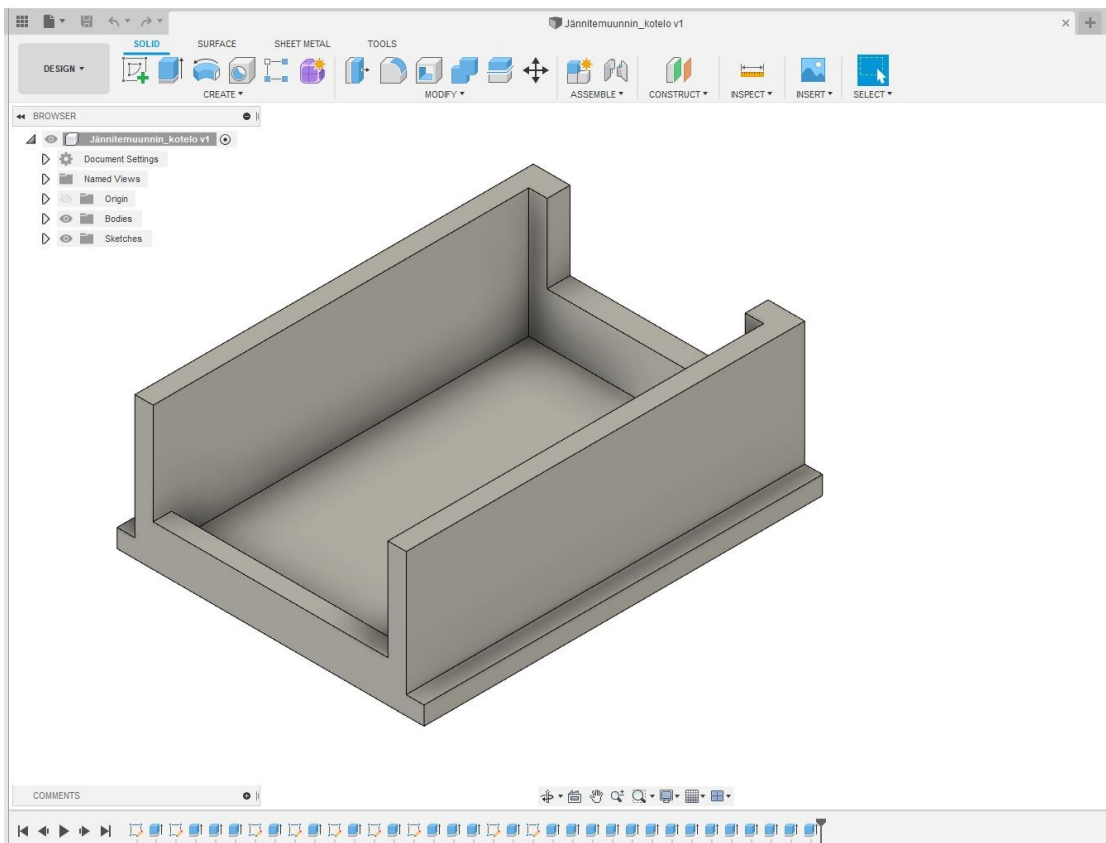 Jännitemuunnin_kotelo v1
SOLID SURFACE SHEET METAL TOOLS
DESIGN
CREATE MODIFY ASSEMBLE CONSTRUCT INSPECT INSERT SELECT
BROWSER
Jännitemuunnin_kotelo v1
Document Settings
Named Views
Origin
Bodies
Sketches
COMMENTS